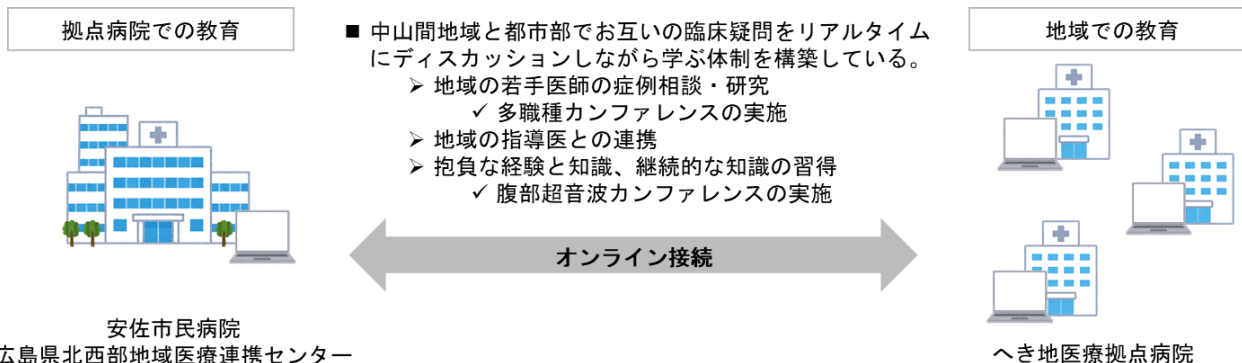 拠点病院での教育
■ 中山間地域と都市部でお互いの臨床疑問をリアルタイム
にディスカッションしながら学ぶ体制を構築している。
➢ 地域の若手医師の症例相談・研究
✓ 多職種カンファレンスの実施
➢ 地域の指導医との連携
➢ 抱負な経験と知識、継続的な知識の習得
✓ 腹部超音波カンファレンスの実施
オンライン接続
安佐市民病院
広島県北西部地域医療連携センター
地域での教育
へき地医療拠点病院